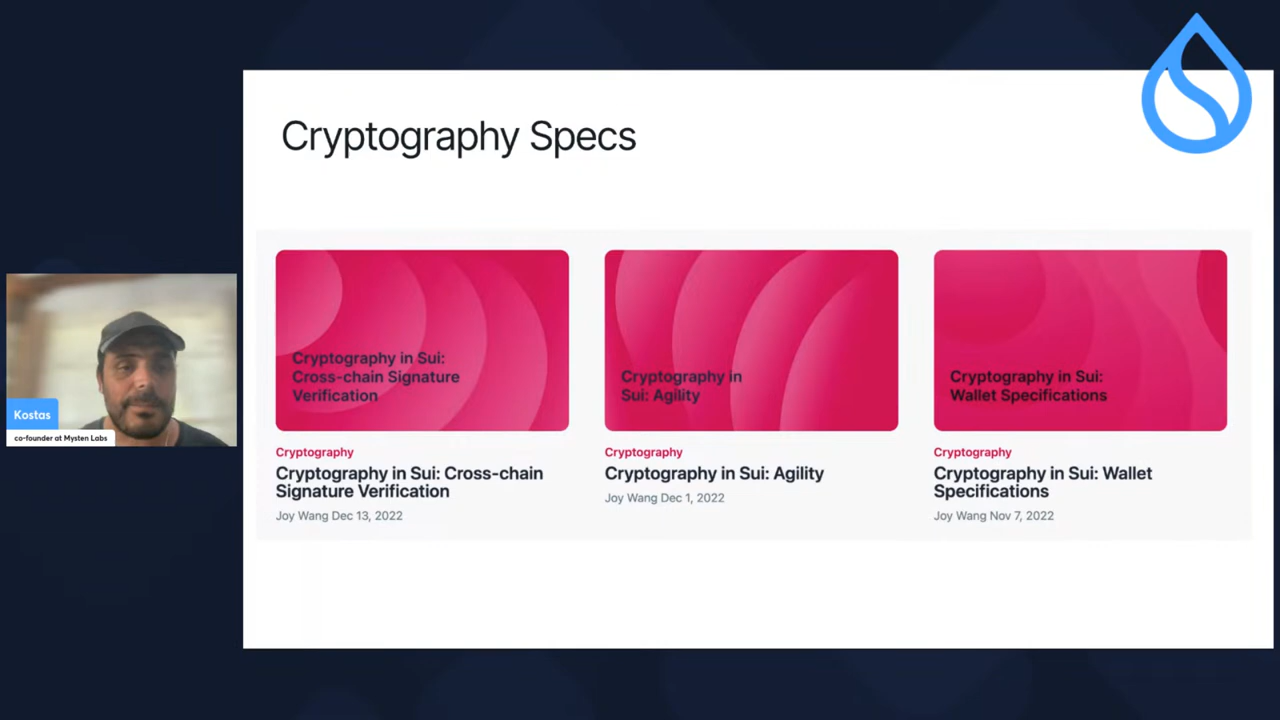 Cryptography Specs
Cryptography in Sui:
Cross-chain Signature
Verification
Cryptography
Cryptography in Sui: Cross-chain
Signature Verification
Joy Wang Dec 13, 2022
Cryptography in
Sui: Agility
Cryptography
Cryptography in Sui: Agility
Joy Wang Dec 1, 2022
Cryptography in Sui:
Wallet Specifications
Cryptography
Cryptography in Sui: Wallet
Specifications
Joy Wang Nov 7, 2022
Kostas
co-founder at Mysten Labs